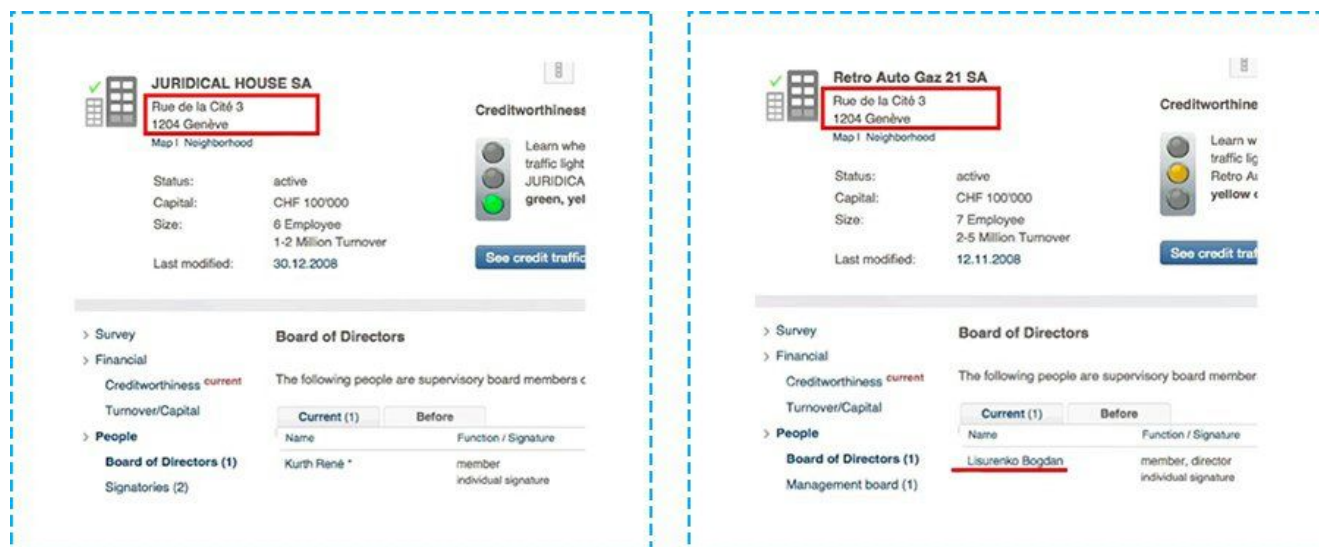 JURIDICAL HOUSE SA
Rue de la Cité 3
1204 Genève
Map I Neighborhood
Creditworthiness
Learn whe
traffic light
JURIDICA
green, yel
Status: active
Capital: CHF 100'000
Size: 6 Employee
1-2 Million Turnover
Last modified: 30.12.2008
See credit traffic
> Survey
> Financial
Creditworthiness current
Turnover/Capital
> People
Board of Directors (1)
Signatories (2)
Board of Directors
The following people are supervisory board members o
Current (1) Before
Name Function / Signature
Kurth René * member
individual signature
Retro Auto Gaz 21 SA
Rue de la Cité 3
1204 Genève
Map I Neighborhood
Creditworthine
Learn w
traffic lig
Retro Au
yellow o
Status: active
Capital: CHF 100'000
Size: 7 Employee
2-5 Million Turnover
Last modified: 12.11.2008
See credit traf
> Survey
> Financial
Creditworthiness current
Turnover/Capital
> People
Board of Directors (1)
Management board (1)
Board of Directors
The following people are supervisory board member
Current (1) Before
Name Function / Signature
Lisurenko Bogdan member, director
individual signature